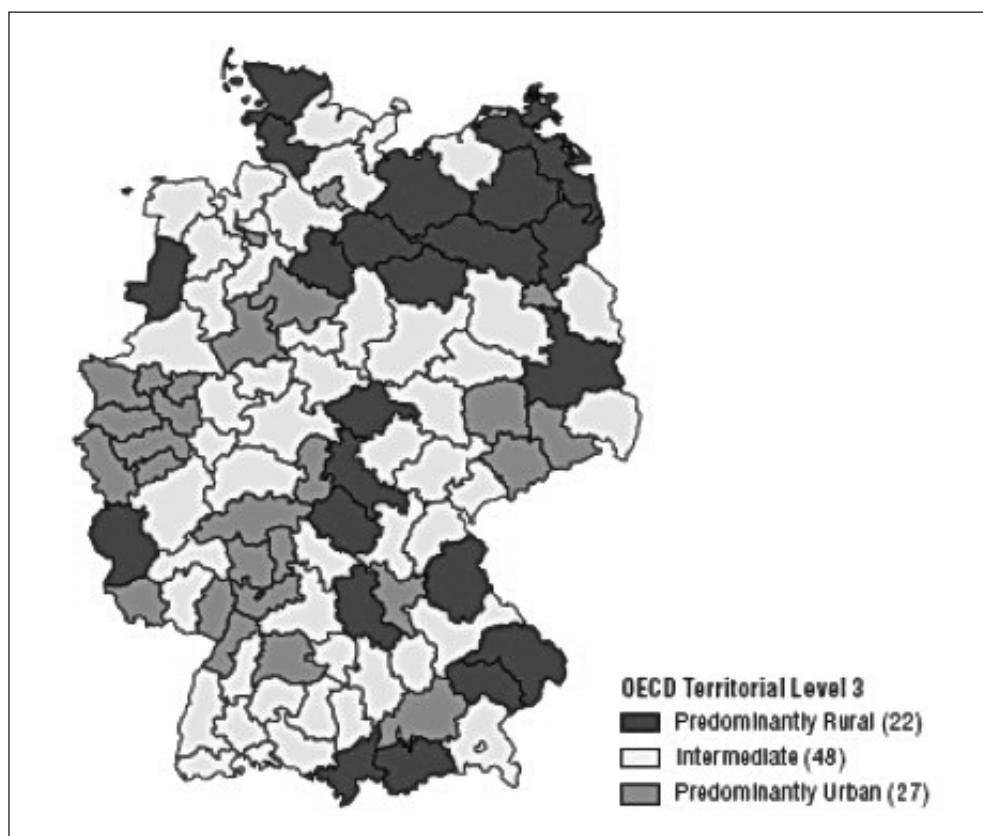 OECD Territorial Level 3
Predominantly Rural (22)
Intermediate (48)
Predominantly Urban (27)